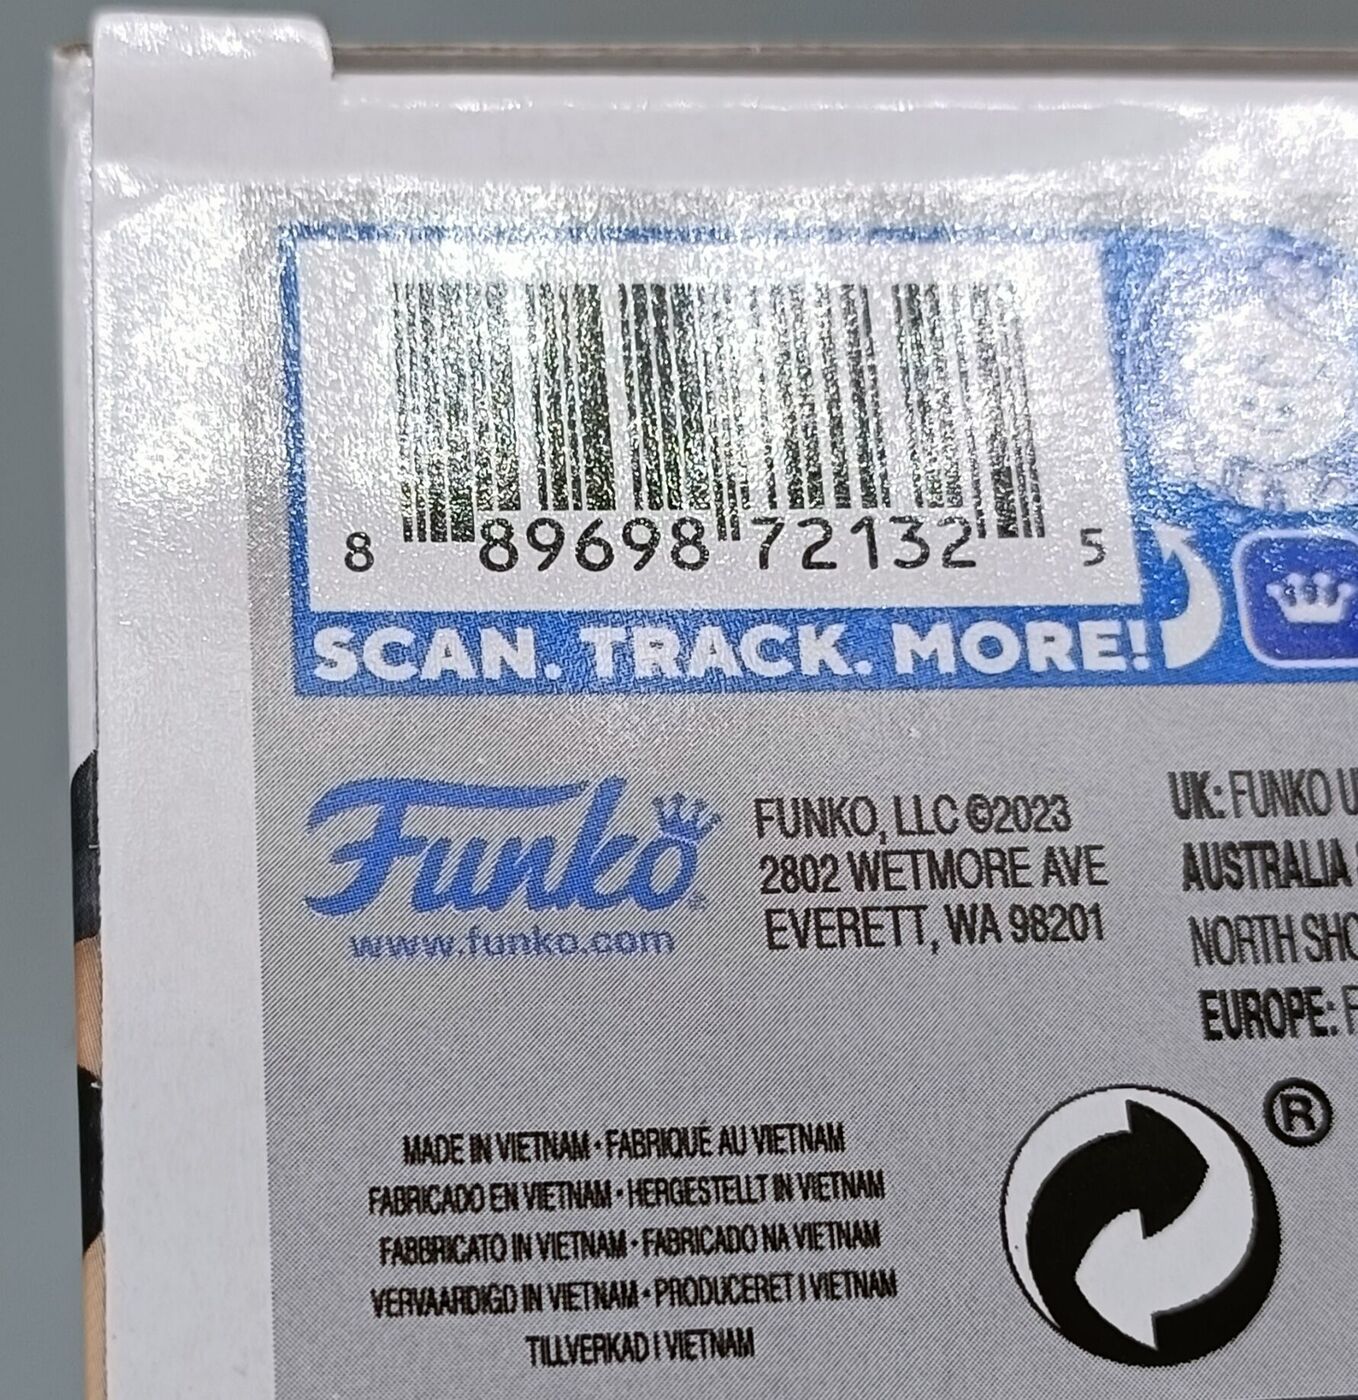 8 89698 72132 5
SCAN. TRACK. MORE!
Funko
www.funko.com
FUNKO, LLC ©2023
2802 WETMORE AVE
EVERETT, WA 98201
UK: FUNKO U
AUSTRALIA
NORTH SHO
EUROPE: F
MADE IN VIETNAM • FABRIQUÉ AU VIETNAM
FABRICADO EN VIETNAM • HERGESTELLT IN VIETNAM
FABBRICATO IN VIETNAM • FABRICADO NA VIETNAM
VERVAARDIGD IN VIETNAM • PRODUCERET I VIETNAM
TILLVERKAD I VIETNAM
®